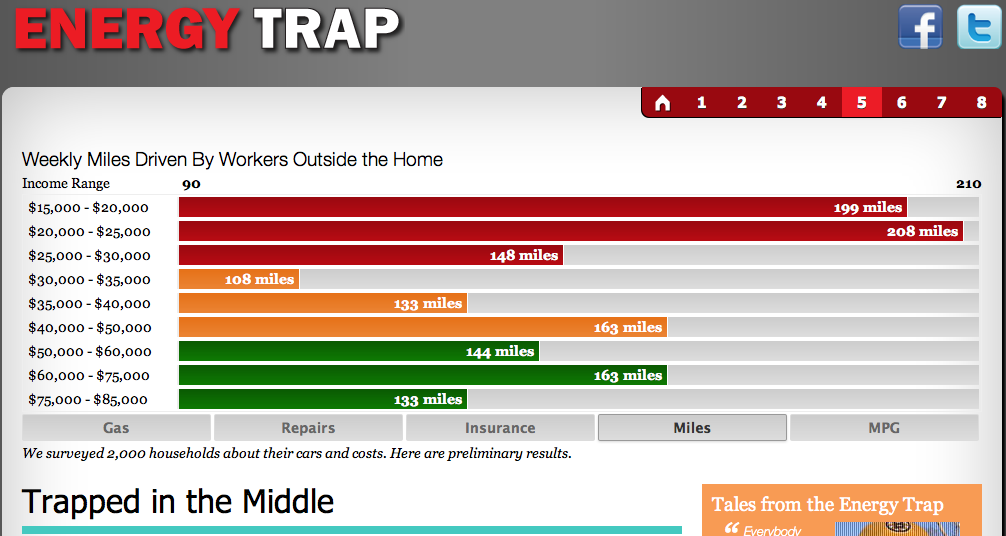 ENERGY TRAP
1 2 3 4 5 6 7 8
Weekly Miles Driven By Workers Outside the Home
Income Range 90 210
$15,000 - $20,000 199 miles
$20,000 - $25,000 208 miles
$25,000 - $30,000 148 miles
$30,000 - $35,000 108 miles
$35,000 - $40,000 133 miles
$40,000 - $50,000 163 miles
$50,000 - $60,000 144 miles
$60,000 - $75,000 163 miles
$75,000 - $85,000 133 miles
Gas Repairs Insurance Miles MPG
We surveyed 2,000 households about their cars and costs. Here are preliminary results.
Trapped in the Middle
Tales from the Energy Trap
“ Everybody